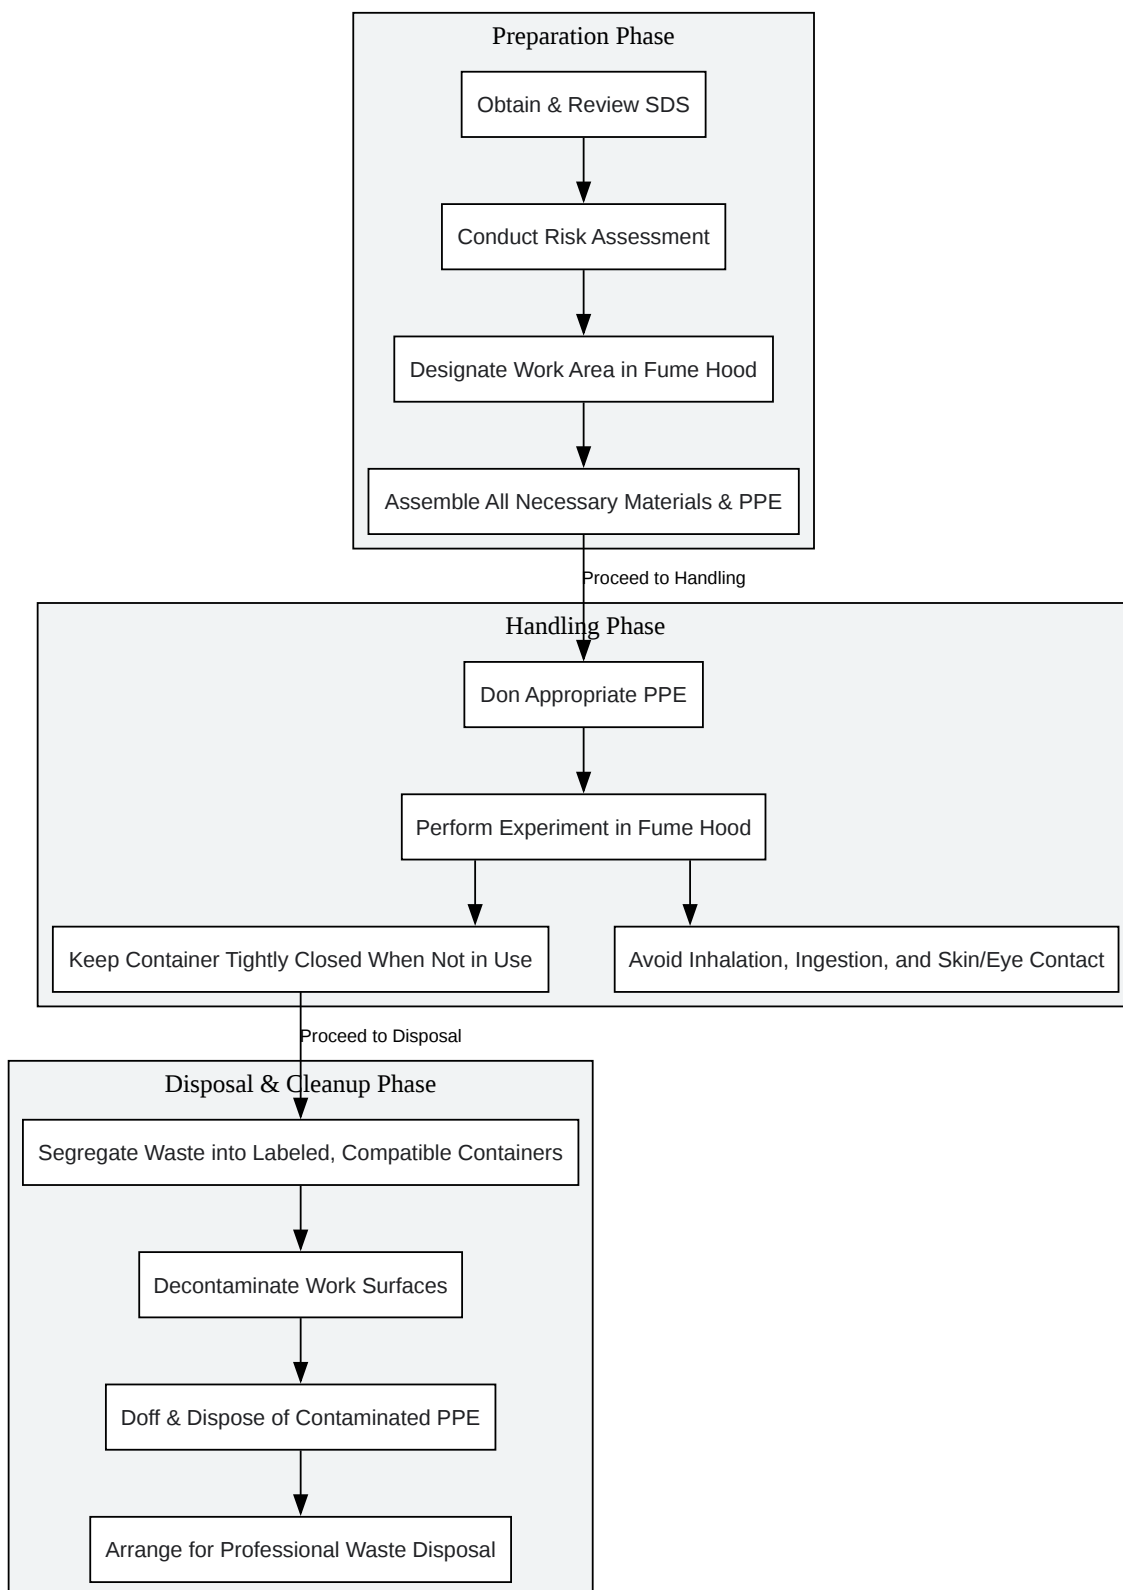 Preparation Phase
Obtain & Review SDS
Conduct Risk Assessment
Designate Work Area in Fume Hood
Assemble All Necessary Materials & PPE
Proceed to Handling
Handling Phase
Don Appropriate PPE
Perform Experiment in Fume Hood
Keep Container Tightly Closed When Not in Use
Avoid Inhalation, Ingestion, and Skin/Eye Contact
Proceed to Disposal
Disposal & Cleanup Phase
Segregate Waste into Labeled, Compatible Containers
Decontaminate Work Surfaces
Doff & Dispose of Contaminated PPE
Arrange for Professional Waste Disposal